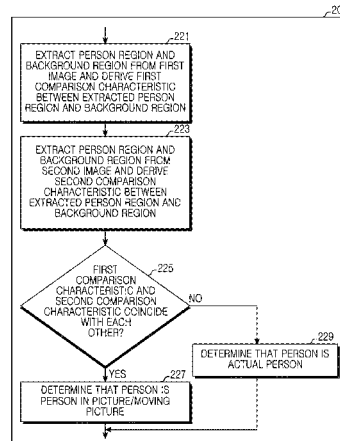 20
221
EXTRACT PERSON REGION AND
BACKGROUND REGION FROM FIRST
IMAGE AND DERIVE FIRST
COMPARISON CHARACTERISTIC
BETWEEN EXTRACTED PERSON
REGION AND BACKGROUND REGION
223
EXTRACT PERSON REGION AND
BACKGROUND REGION FROM
SECOND IMAGE AND DERIVE
SECOND COMPARISON
CHARACTERISTIC BETWEEN
EXTRACTED PERSON REGION AND
BACKGROUND REGION
225
FIRST
COMPARISON
CHARACTERISTIC AND
SECOND COMPARISON
CHARACTERISTIC COINCIDE
WITH EACH
OTHER?
NO
229
DETERMINE THAT PERSON IS
ACTUAL PERSON
YES
227
DETERMINE THAT PERSON IS
PERSON IN PICTURE/MOVING
PICTURE